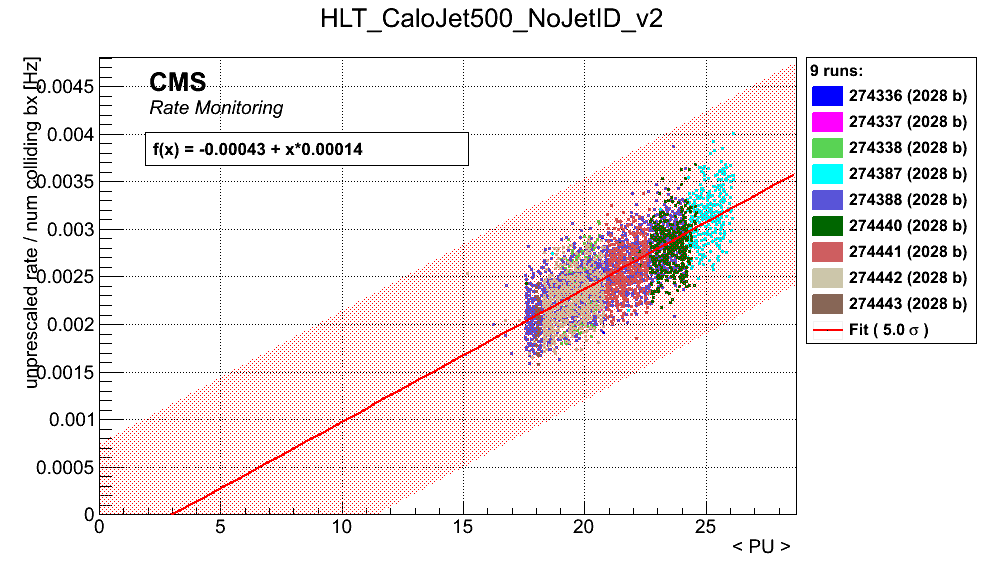 HLT_CaloJet500_NoJetID_v2
unprescaled rate / num colliding bx [Hz]
CMS
Rate Monitoring
f(x) = -0.00043 + x*0.00014
0.0045
0.004
0.0035
0.003
0.0025
0.002
0.0015
0.001
0.0005
0
0 5 10 15 20 25
< PU >
9 runs:
274336 (2028 b)
274337 (2028 b)
274338 (2028 b)
274387 (2028 b)
274388 (2028 b)
274440 (2028 b)
274441 (2028 b)
274442 (2028 b)
274443 (2028 b)
Fit ( 5.0 σ )